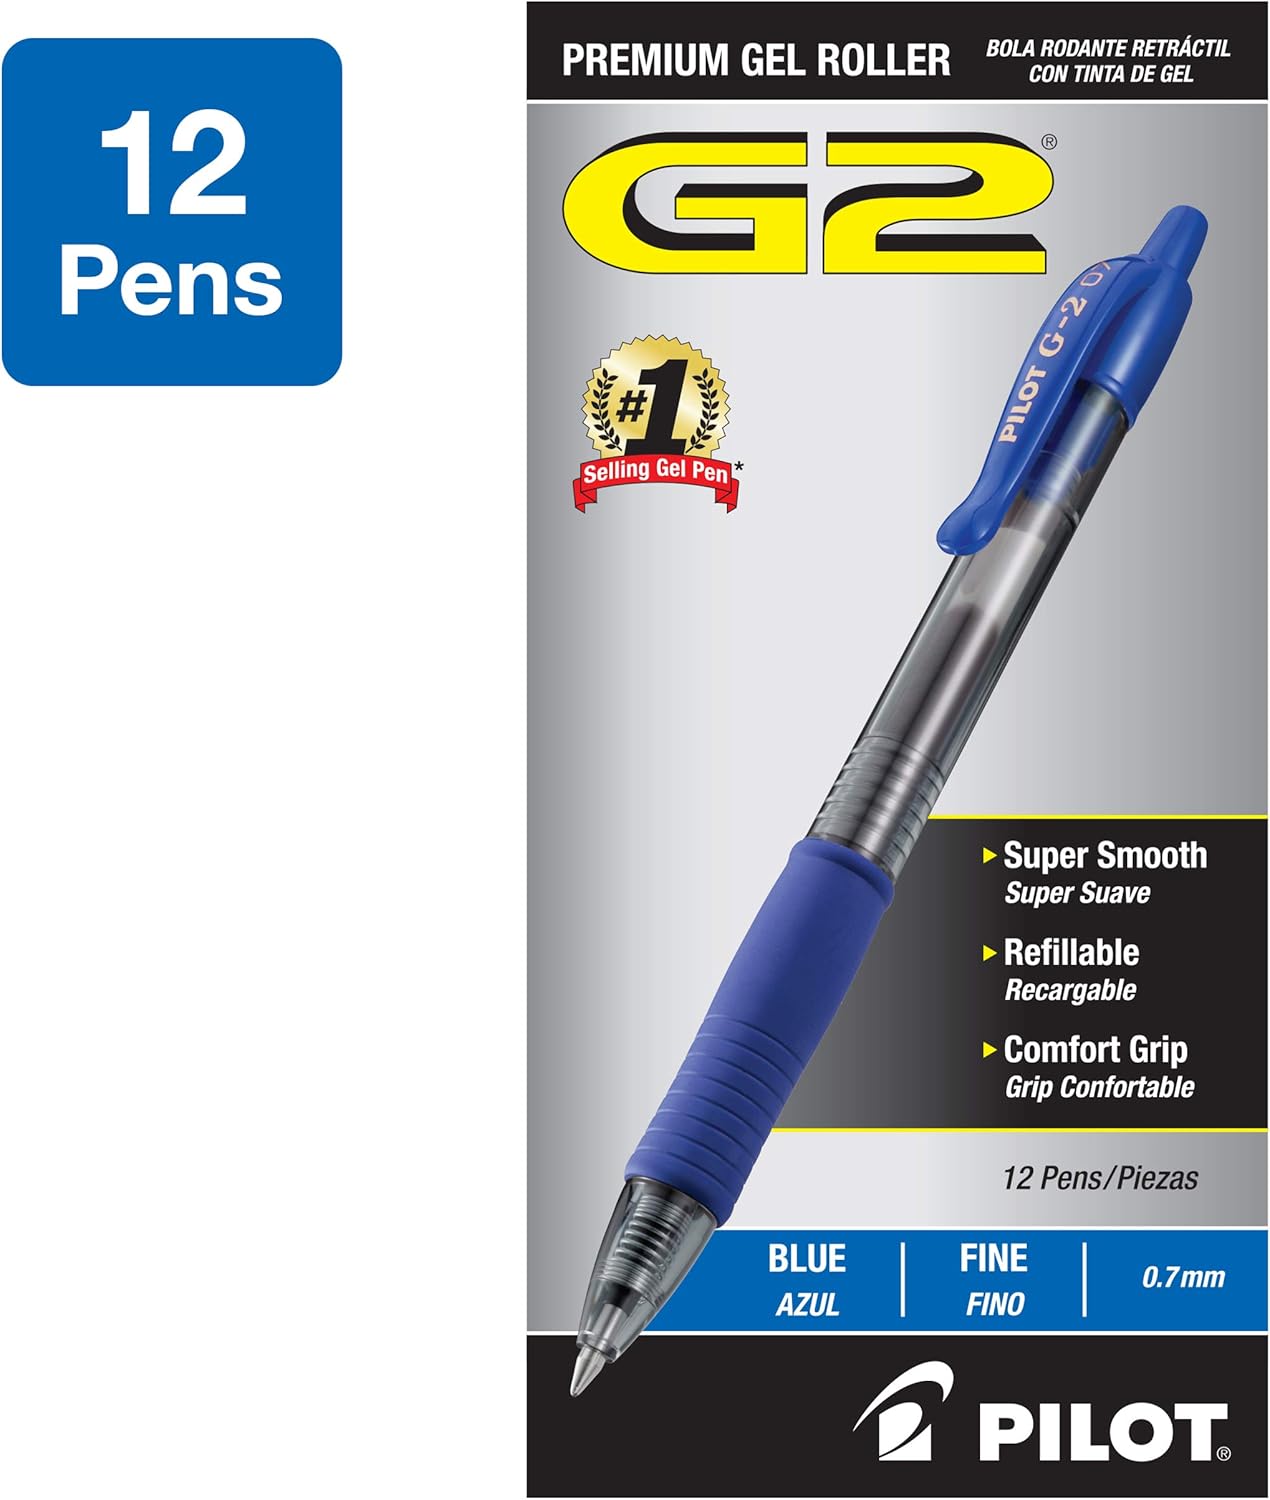 12
Pens
PREMIUM GEL ROLLER
BOLA RODANTE RETRÁCTIL
CON TINTA DE GEL
G2®
PILOT G-2 07
#1
Selling Gel Pen*
Super Smooth
Super Suave
Refillable
Recargable
Comfort Grip
Grip Confortable
12 Pens/Piezas
BLUE
AZUL
FINE
FINO
0.7mm
PILOT®